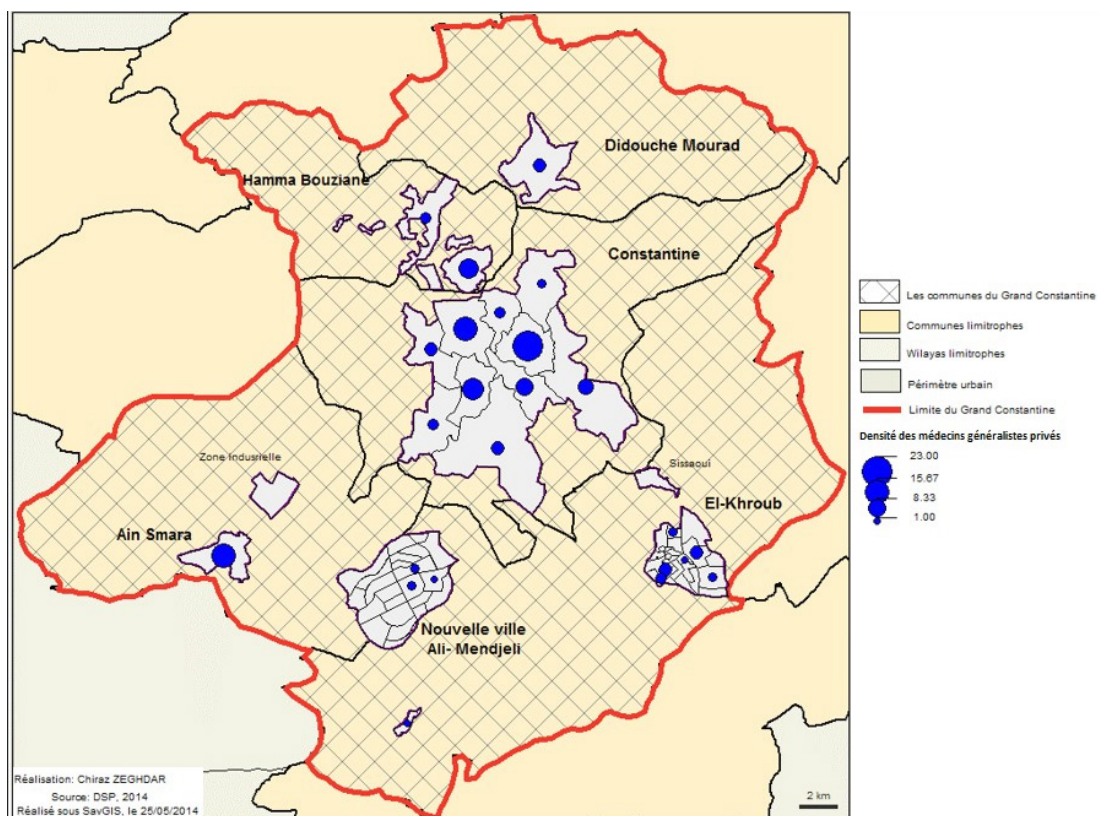 Didouche Mourad
Hamma Bouziane
Constantine
Zone Indusrielle
Sissaoui
El-Khroub
Ain Smara
Nouvelle ville
Ali- Mendjeli
Les communes du Grand Constantine
Communes limitrophes
Wilayas limitrophes
Périmètre urbain
Limite du Grand Constantine
Densité des médecins généralistes privés
23.00
15.67
8.33
1.00
Réalisation: Chiraz ZEGHDAR
Source: DSP, 2014
Réalisé sous SavGIS, le 25/05/2014
2 km